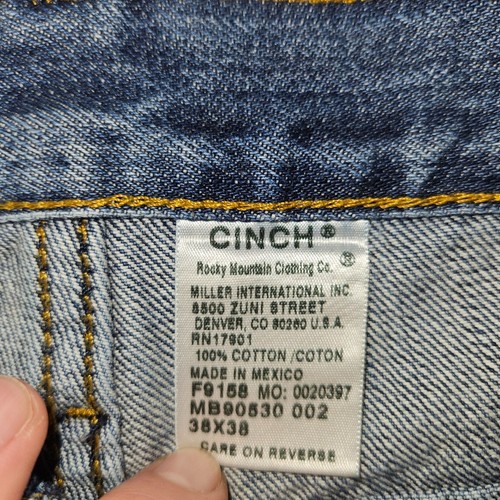 CINCH®
Rocky Mountain Clothing Co. ®
MILLER INTERNATIONAL INC.
8500 ZUNI STREET
DENVER, CO 80260 U.S.A.
RN17901
100% COTTON /COTON
MADE IN MEXICO
F9158 MO: 0020397
MB90530 002
38X38
CARE ON REVERSE